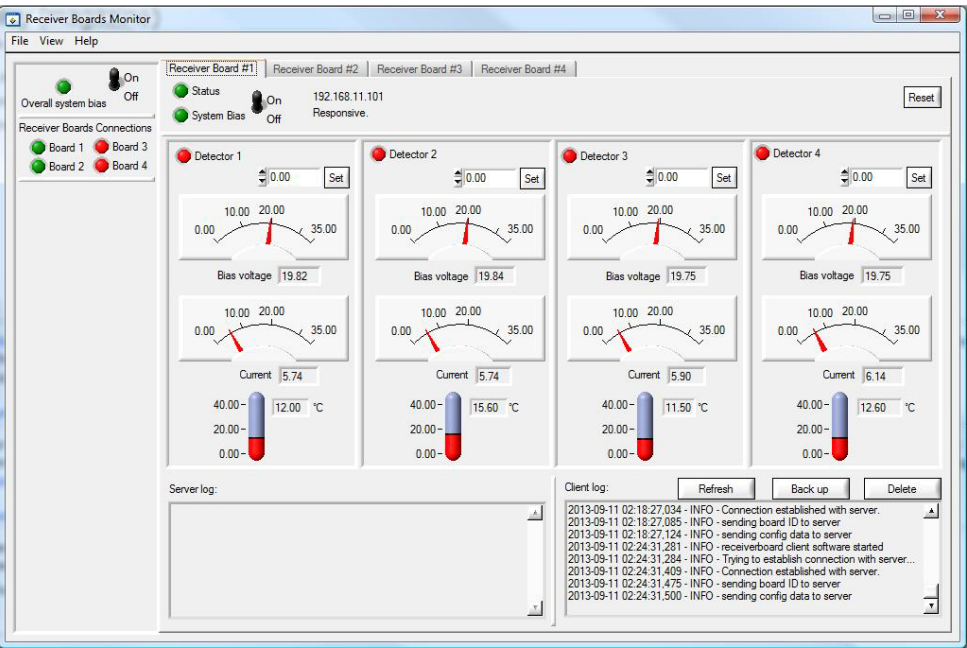 Receiver Boards Monitor
File View Help
On
Overall system bias Off
Receiver Boards Connections
Board 1 Board 3
Board 2 Board 4
Receiver Board #1 Receiver Board #2 Receiver Board #3 Receiver Board #4
Status
System Bias
On
Off
192.168.11.101
Responsive.
Reset
Detector 1
0.00 Set
0.00 10.00 20.00 35.00
Bias voltage 19.82
0.00 10.00 20.00 35.00
Current 5.74
40.00 12.00 °C
20.00
0.00
Detector 2
0.00 Set
0.00 10.00 20.00 35.00
Bias voltage 19.84
0.00 10.00 20.00 35.00
Current 5.74
40.00 15.60 °C
20.00
0.00
Detector 3
0.00 Set
0.00 10.00 20.00 35.00
Bias voltage 19.75
0.00 10.00 20.00 35.00
Current 5.90
40.00 11.50 °C
20.00
0.00
Detector 4
0.00 Set
0.00 10.00 20.00 35.00
Bias voltage 19.75
0.00 10.00 20.00 35.00
Current 6.14
40.00 12.60 °C
20.00
0.00
Server log:
Client log: Refresh Back up Delete
2013-09-11 02:18:27,034 - INFO - Connection established with server.
2013-09-11 02:18:27,085 - INFO - sending board ID to server
2013-09-11 02:18:27,124 - INFO - sending config data to server
2013-09-11 02:24:31,281 - INFO - receiverboard client software started
2013-09-11 02:24:31,284 - INFO - Trying to establish connection with server...
2013-09-11 02:24:31,409 - INFO - Connection established with server.
2013-09-11 02:24:31,475 - INFO - sending board ID to server
2013-09-11 02:24:31,500 - INFO - sending config data to server